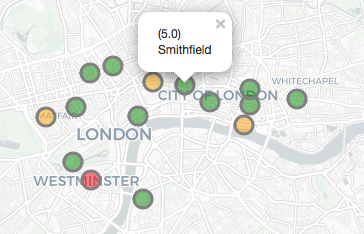 ×
(5.0)
Smithfield
WHITECHAPEL
CITY OF LONDON
MAYFAIR
LONDON
WESTMINSTER